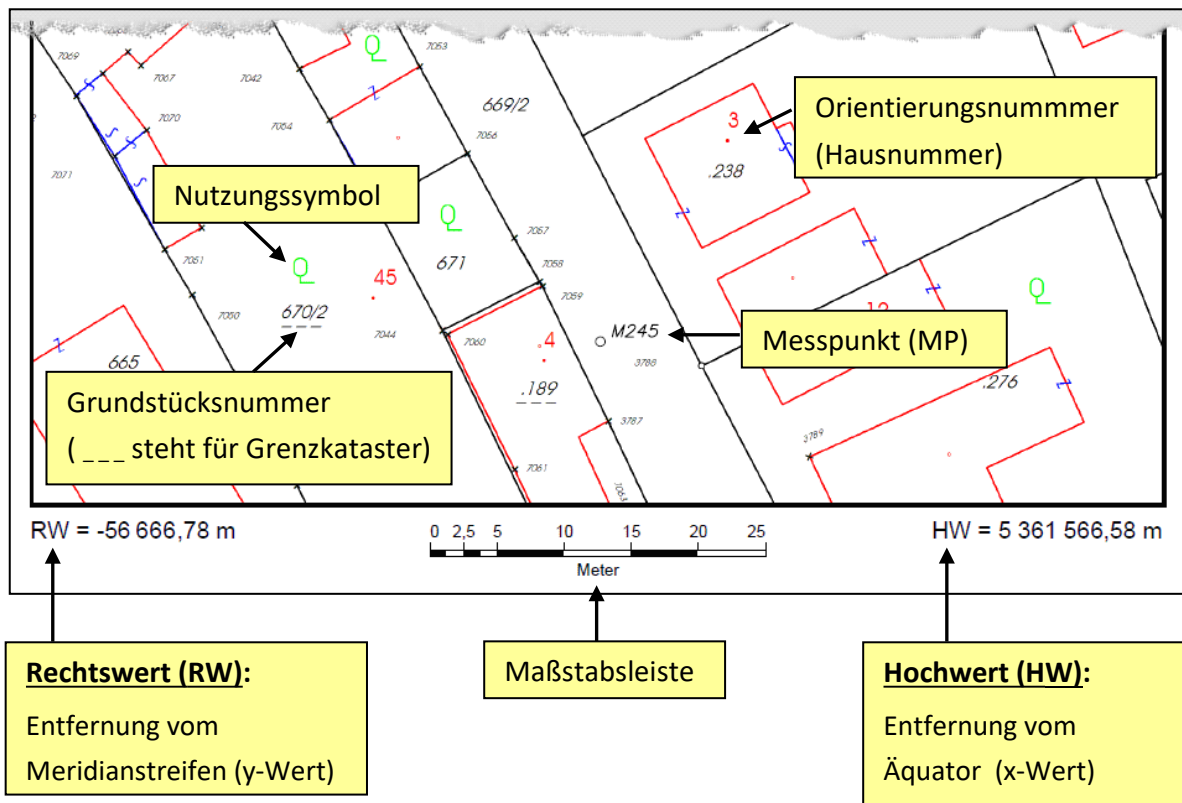 7053
7069
7067
7042
669/2
Orientierungsnummmer
(Hausnummer)
3
7070
7054
7056
.238
7071
Nutzungssymbol
7057
671
7051
7058
45
7059
670/2
7050
7044
7060
4
M245
Messpunkt (MP)
3788
665
.189
.276
Grundstücksnummer
( _ _ _ steht für Grenzkataster)
3787
3789
7061
7063
RW = -56 666,78 m
0 2,5 5 10 15 20 25
HW = 5 361 566,58 m
Meter
Rechtswert (RW):
Entfernung vom
Meridianstreifen (y-Wert)
Maßstabsleiste
Hochwert (HW):
Entfernung vom
Äquator (x-Wert)